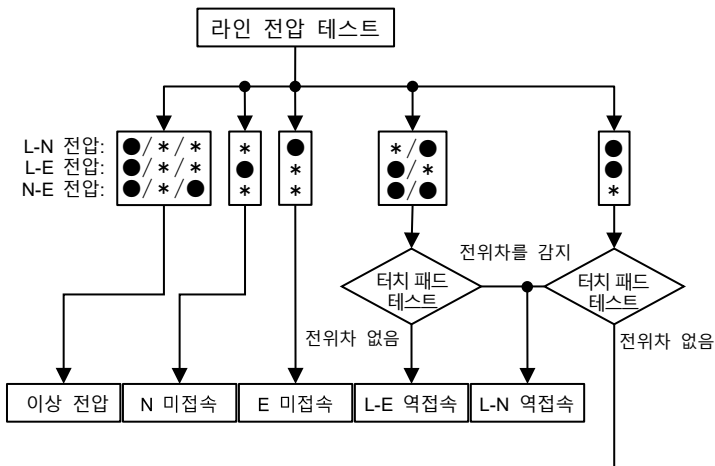 라인 전압 테스트
L-N 전압: ●/*/* * ● */● ●
L-E 전압: ●/*/* ● * ●/* ●
N-E 전압: ●/*/● * * ●/● *
전위차를 감지
터치 패드
테스트
터치 패드
테스트
전위차 없음
전위차 없음
이상 전압
N 미접속
E 미접속
L-E 역접속
L-N 역접속